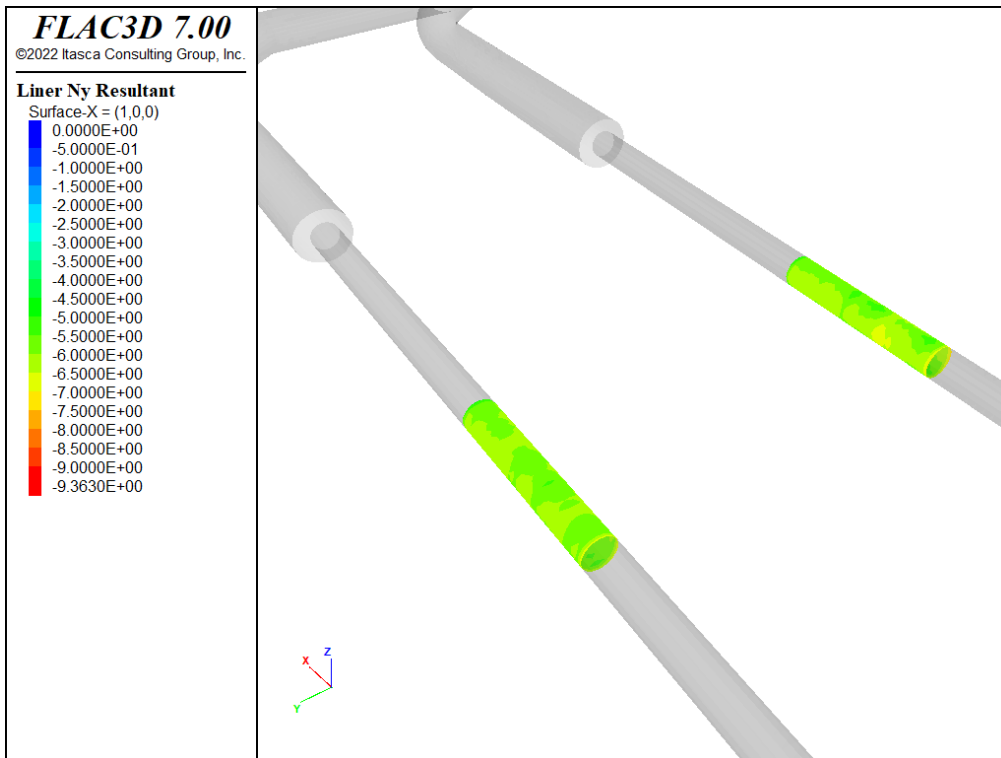 FLAC3D 7.00
©2022 Itasca Consulting Group, Inc.
Liner Ny Resultant
Surface-X = (1,0,0)
0.0000E+00
-5.0000E-01
-1.0000E+00
-1.5000E+00
-2.0000E+00
-2.5000E+00
-3.0000E+00
-3.5000E+00
-4.0000E+00
-4.5000E+00
-5.0000E+00
-5.5000E+00
-6.0000E+00
-6.5000E+00
-7.0000E+00
-7.5000E+00
-8.0000E+00
-8.5000E+00
-9.0000E+00
-9.3630E+00
Z
X
Y